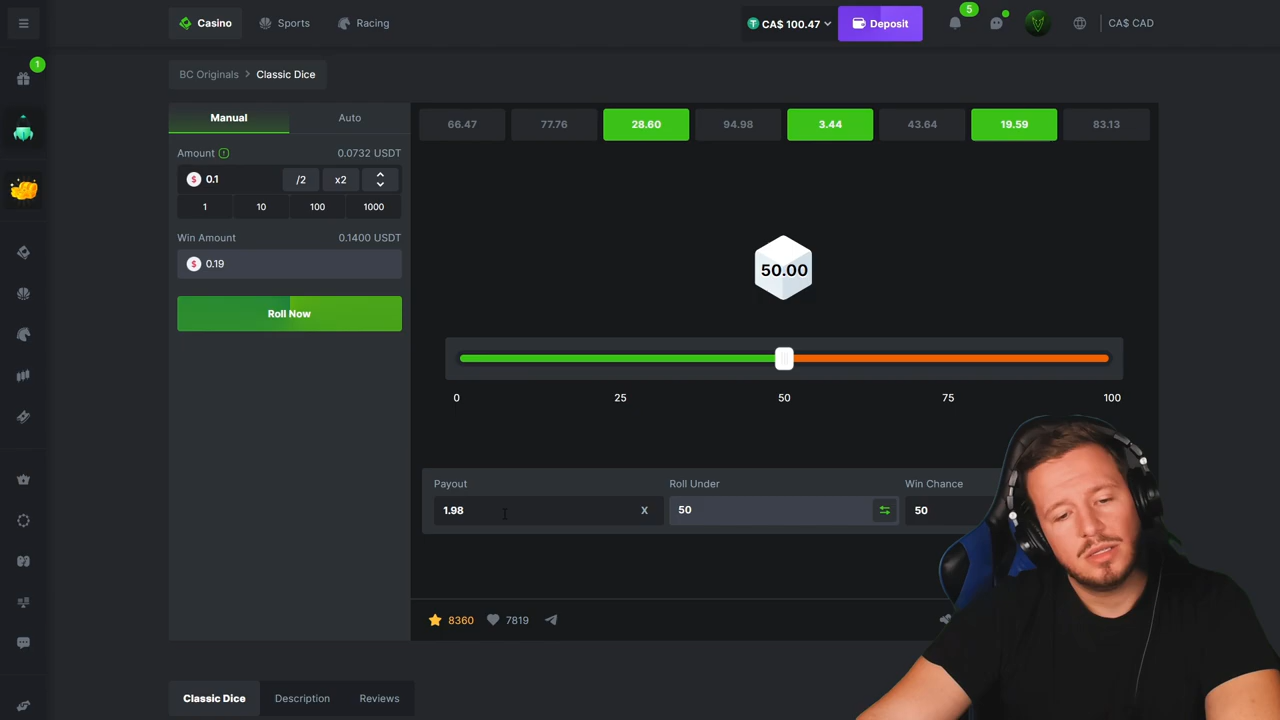 Casino Sports Racing CA$ 100.47 Deposit 5 CA$ CAD
1
BC Originals > Classic Dice
Manual Auto
66.47 77.76 28.60 94.98 3.44 43.64 19.59 83.13
Amount 0.0732 USDT
0.1 /2 x2
1 10 100 1000
Win Amount 0.1400 USDT
0.19
Roll Now
50.00
0 25 50 75 100
Payout Roll Under Win Chance
1.98 X 50 50
8360 7819
Classic Dice Description Reviews